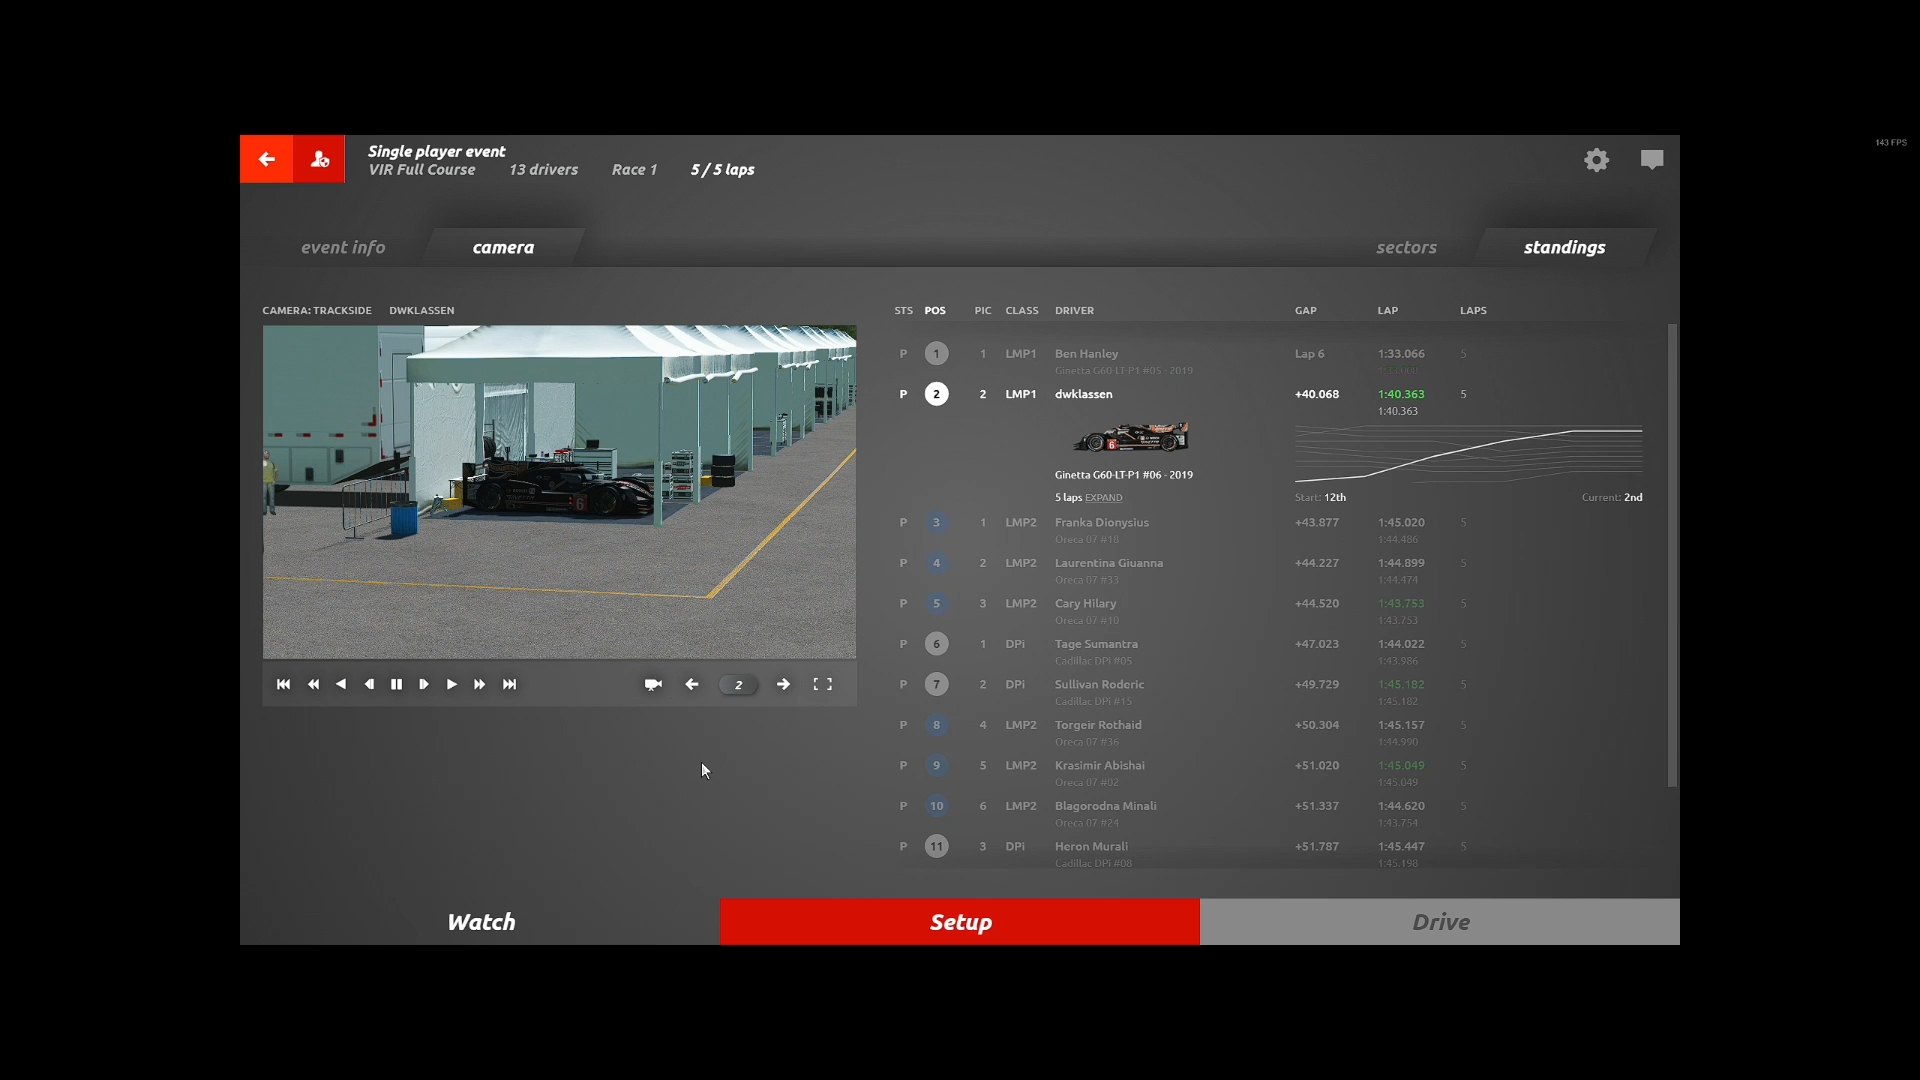 143 FPS
Single player event
VIR Full Course 13 drivers Race 1 5 / 5 laps
event info camera sectors standings
CAMERA: TRACKSIDE DWKLASSEN
STS POS PIC CLASS DRIVER GAP LAP LAPS
P 1 1 LMP1 Ben Hanley Lap 6 1:33.066 5
Ginetta G60-LT-P1 #05 - 2019
P 2 2 LMP1 dwklassen +40.068 1:40.363 5
1:40.363
Ginetta G60-LT-P1 #06 - 2019
5 laps EXPAND Start: 12th Current: 2nd
P 3 1 LMP2 Franka Dionysius +43.877 1:45.020 5
Oreca 07 #18 1:44.486
P 4 2 LMP2 Laurentina Giuanna +44.227 1:44.899 5
Oreca 07 #33 1:44.474
P 5 3 LMP2 Cary Hilary +44.520 1:43.753 5
Oreca 07 #10 1:43.753
P 6 1 DPi Tage Sumantra +47.023 1:44.022 5
Cadillac DPi #05 1:43.986
P 7 2 DPi Sullivan Roderic +49.729 1:45.182 5
Cadillac DPi #15 1:45.182
P 8 4 LMP2 Torgeir Rothaid +50.304 1:45.157 5
Oreca 07 #36 1:44.990
P 9 5 LMP2 Krasimir Abishai +51.020 1:45.049 5
Oreca 07 #02 1:45.049
P 10 6 LMP2 Blagorodna Minali +51.337 1:44.620 5
Oreca 07 #24 1:43.754
P 11 3 DPi Heron Murali +51.787 1:45.447 5
Cadillac DPi #08 1:45.198
6
2
Watch Setup Drive